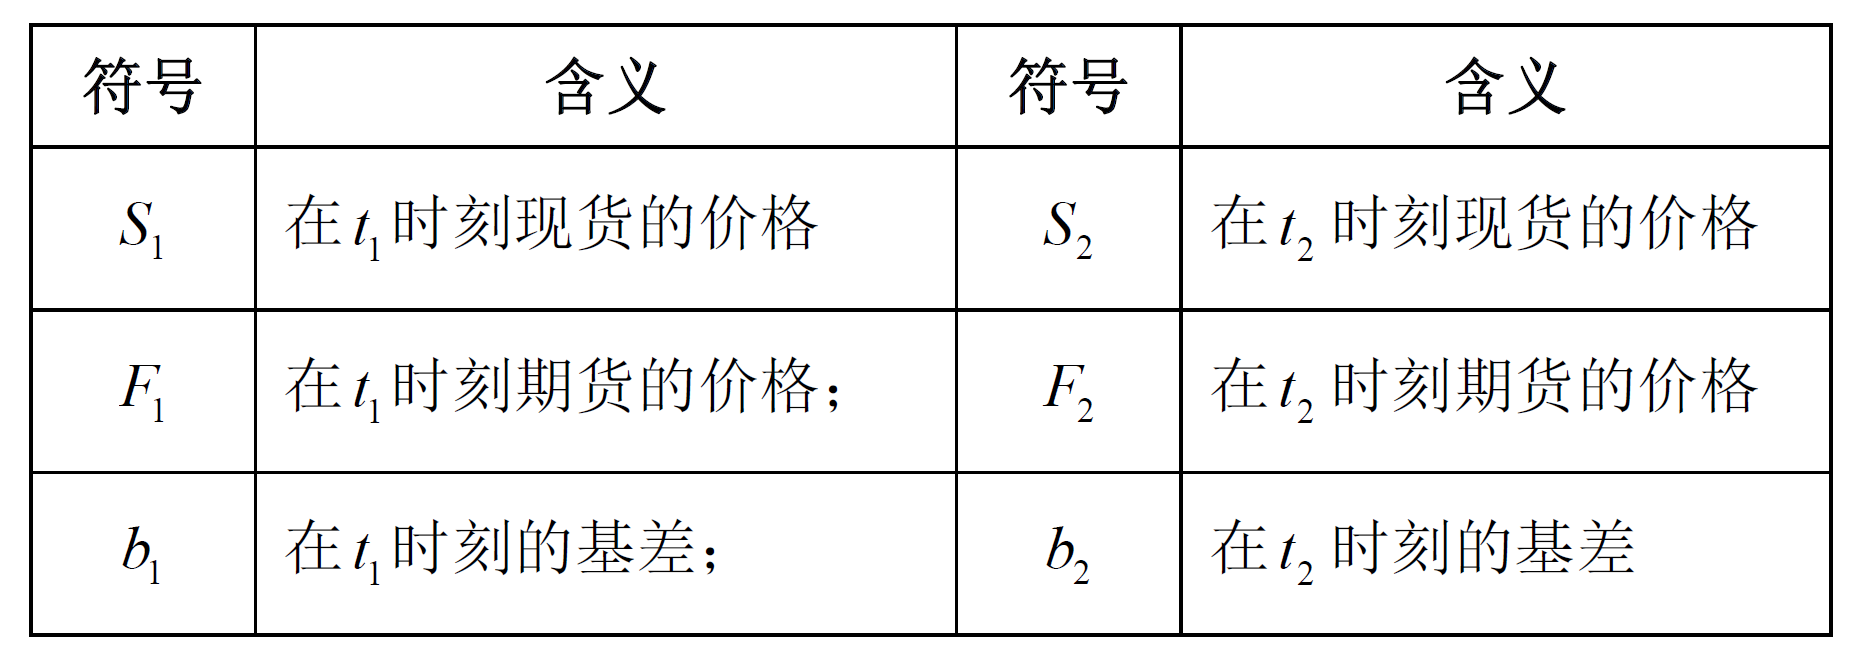 符号 含义 符号 含义
S₁ 在t₁时刻现货的价格 S₂ 在t₂时刻现货的价格
F₁ 在t₁时刻期货的价格； F₂ 在t₂时刻期货的价格
b₁ 在t₁时刻的基差； b₂ 在t₂时刻的基差